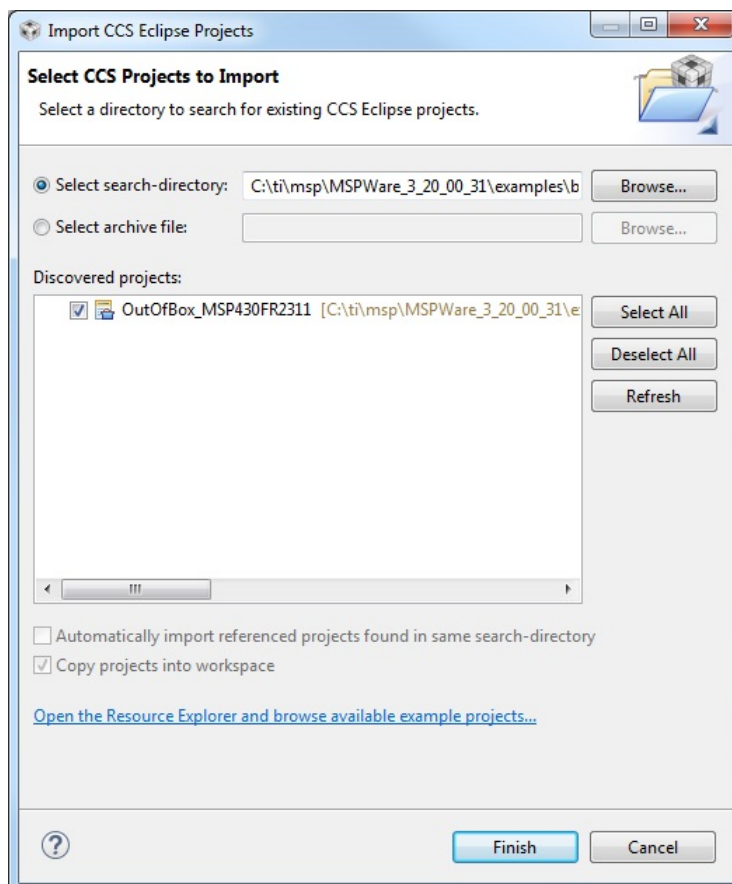 Import CCS Eclipse Projects
Select CCS Projects to Import
Select a directory to search for existing CCS Eclipse projects.
Select search-directory: C:\ti\msp\MSPWare_3_20_00_31\examples\b Browse...
Select archive file: Browse...
Discovered projects:
OutOfBox_MSP430FR2311 [C:\ti\msp\MSPWare_3_20_00_31\e: Select All
Deselect All
Refresh
Automatically import referenced projects found in same search-directory
Copy projects into workspace
Open the Resource Explorer and browse available example projects...
? Finish Cancel